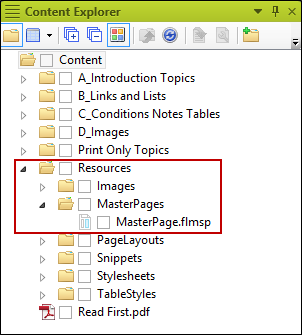 Content Explorer
Content
A_Introduction Topics
B_Links and Lists
C_Conditions Notes Tables
D_Images
Print Only Topics
Resources
Images
MasterPages
MasterPage.flmsp
PageLayouts
Snippets
Stylesheets
TableStyles
Read First.pdf